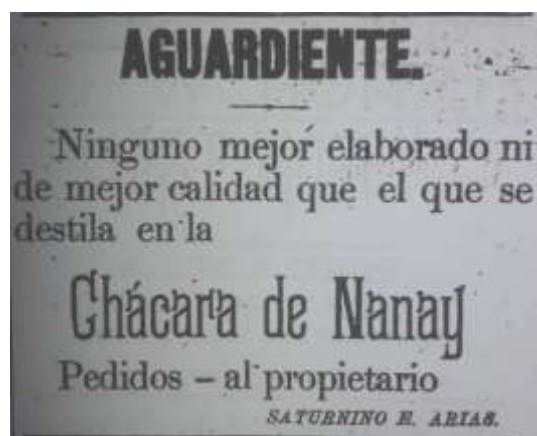 AGUARDIENTE.
Ninguno mejor elaborado ni
de mejor calidad que el que se
destila en la
Chácara de Nanay
Pedidos – al propietario
SATURNINO E. ARIAS.